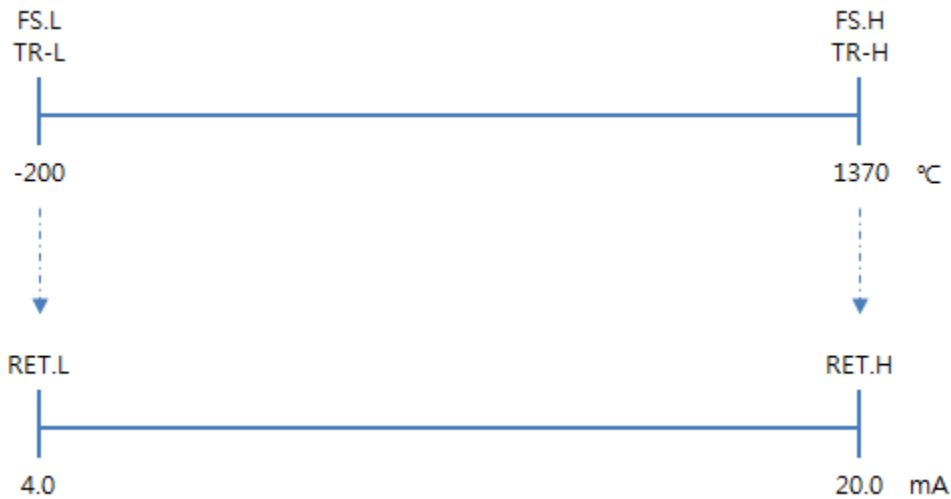 FS.L FS.H
TR-L TR-H
-200 1370 ℃
RET.L RET.H
4.0 20.0 mA